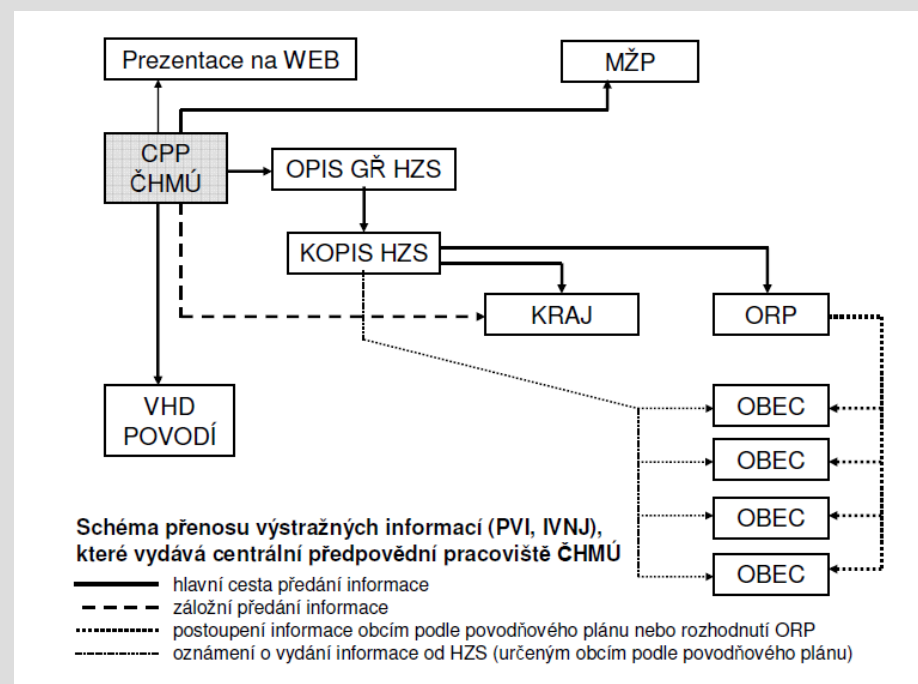 Prezentace na WEB
MŽP
CPP
ČHMÚ
OPIS GŘ HZS
KOPIS HZS
KRAJ
ORP
VHD
POVODÍ
OBEC
OBEC
OBEC
OBEC
Schéma přenosu výstražných informací (PVI, IVNJ),
které vydává centrální předpovědní pracoviště ČHMÚ
hlavní cesta předání informace
záložní předání informace
postoupení informace obcím podle povodňového plánu nebo rozhodnutí ORP
oznámení o vydání informace od HZS (určeným obcím podle povodňového plánu)